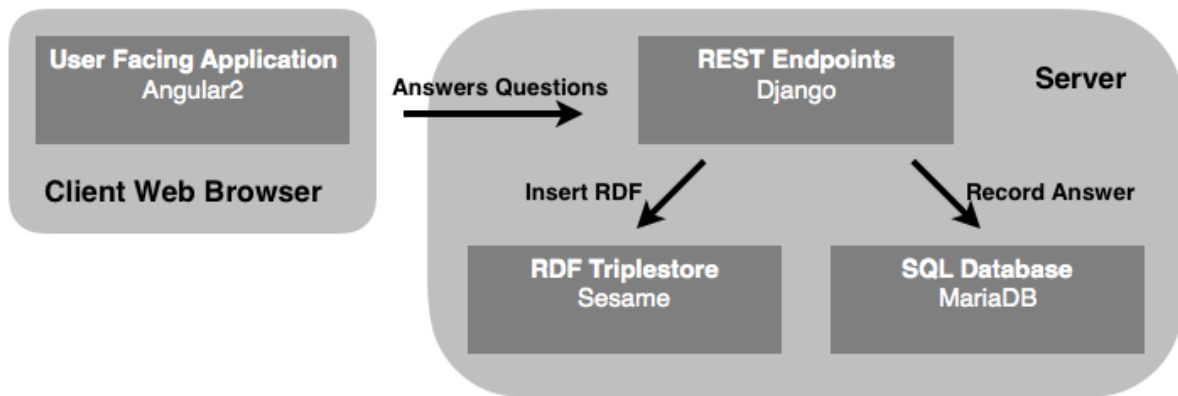 User Facing Application
Angular2
Client Web Browser
Answers Questions
REST Endpoints
Django
Server
Insert RDF
Record Answer
RDF Triplestore
Sesame
SQL Database
MariaDB